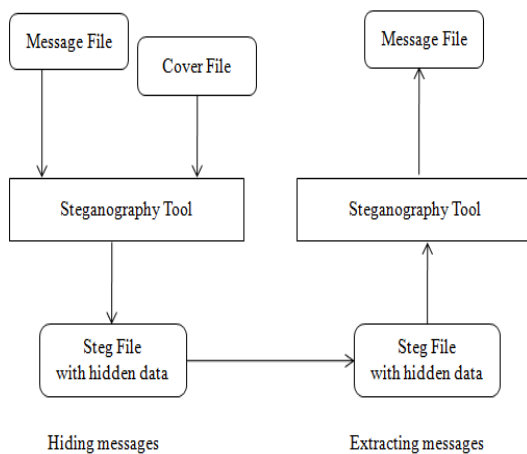 Message File
Cover File
Steganography Tool
Steg File
with hidden data
Hiding messages
Message File
Steganography Tool
Steg File
with hidden data
Extracting messages